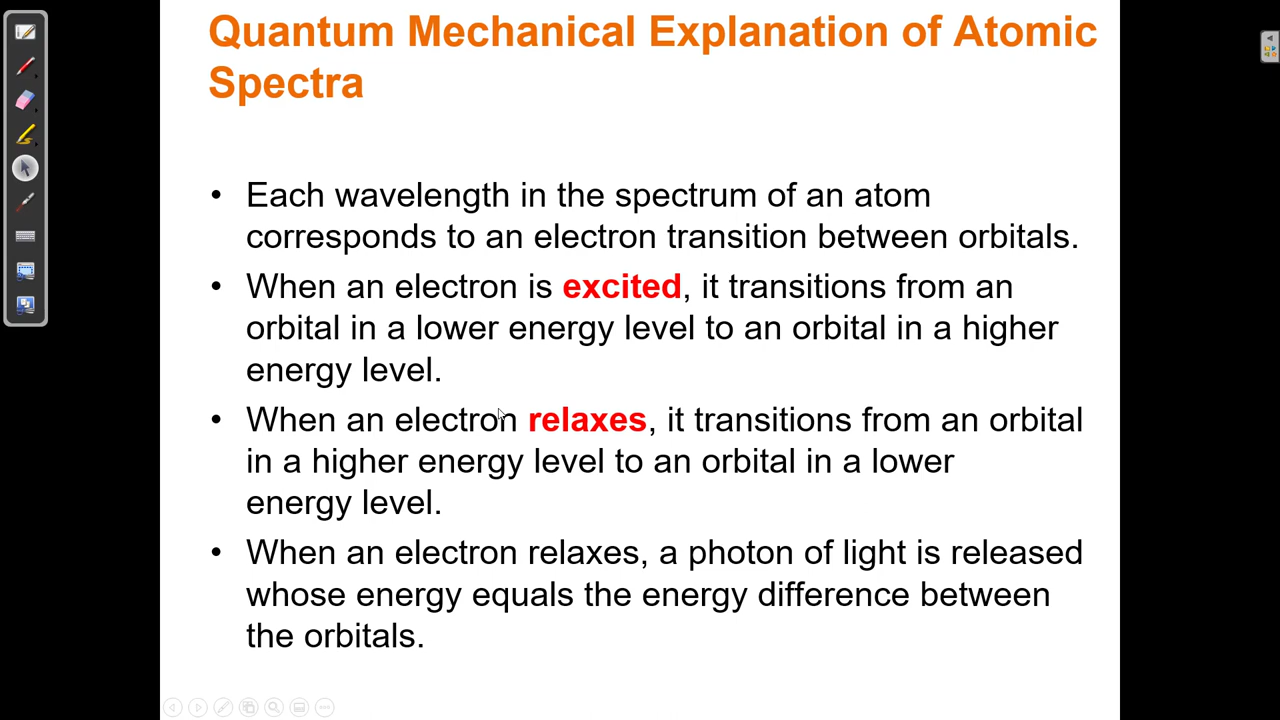 Quantum Mechanical Explanation of Atomic
Spectra
• Each wavelength in the spectrum of an atom
corresponds to an electron transition between orbitals.
• When an electron is excited, it transitions from an
orbital in a lower energy level to an orbital in a higher
energy level.
• When an electron relaxes, it transitions from an orbital
in a higher energy level to an orbital in a lower
energy level.
• When an electron relaxes, a photon of light is released
whose energy equals the energy difference between
the orbitals.